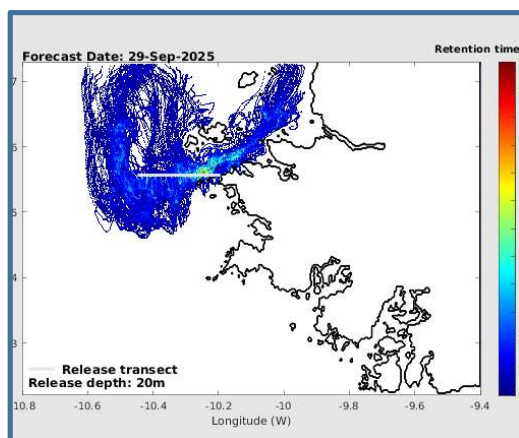 Forecast Date: 29-Sep-2025
Retention time
7
6
5
4
3
Release transect
Release depth: 20m
10.8
-10.6
-10.4
-10.2
-10
-9.8
-9.6
-9.4
Longitude (W)